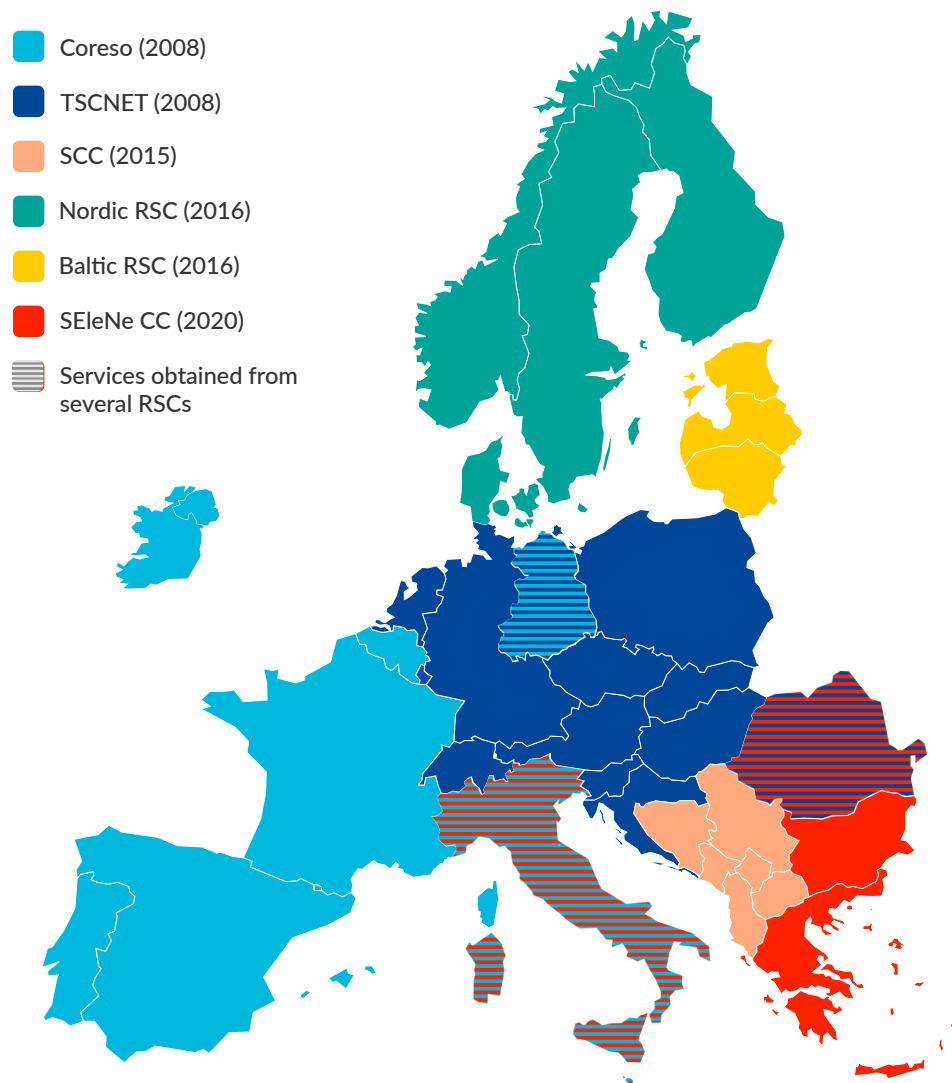 Coreso (2008)
TSCNET (2008)
SCC (2015)
Nordic RSC (2016)
Baltic RSC (2016)
SEleNe CC (2020)
Services obtained from
several RSCs